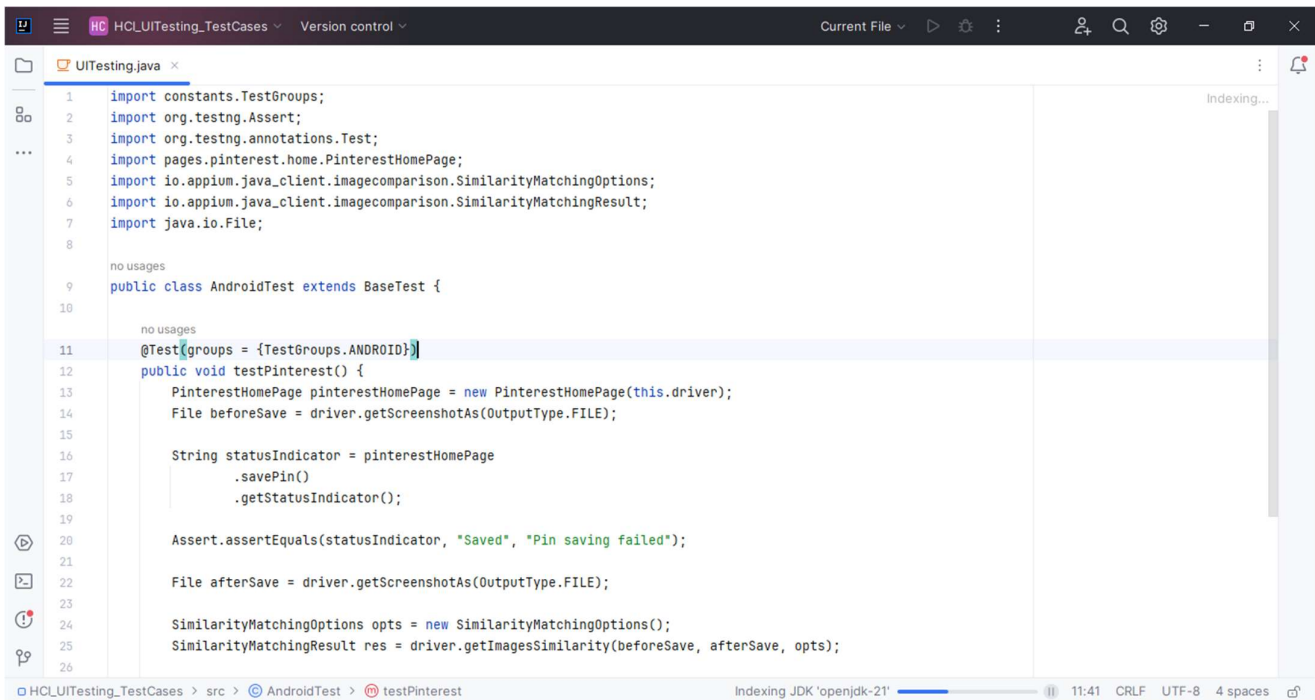 HC HCI_UITesting_TestCases Version control Current File
UITesting.java
Indexing...
1 import constants.TestGroups;
2 import org.testng.Assert;
3 import org.testng.annotations.Test;
4 import pages.pinterest.home.PinterestHomePage;
5 import io.appium.java_client.imagecomparison.SimilarityMatchingOptions;
6 import io.appium.java_client.imagecomparison.SimilarityMatchingResult;
7 import java.io.File;
8
no usages
9 public class AndroidTest extends BaseTest {
10
no usages
11 @Test(groups = {TestGroups.ANDROID})
12 public void testPinterest() {
13 PinterestHomePage pinterestHomePage = new PinterestHomePage(this.driver);
14 File beforeSave = driver.getScreenshotAs(OutputType.FILE);
15
16 String statusIndicator = pinterestHomePage
17 .savePin()
18 .getStatusIndicator();
19
20 Assert.assertEquals(statusIndicator, "Saved", "Pin saving failed");
21
22 File afterSave = driver.getScreenshotAs(OutputType.FILE);
23
24 SimilarityMatchingOptions opts = new SimilarityMatchingOptions();
25 SimilarityMatchingResult res = driver.getImagesSimilarity(beforeSave, afterSave, opts);
26
HCI_UITesting_TestCases > src > AndroidTest > testPinterest Indexing JDK 'openjdk-21' 11:41 CRLF UTF-8 4 spaces